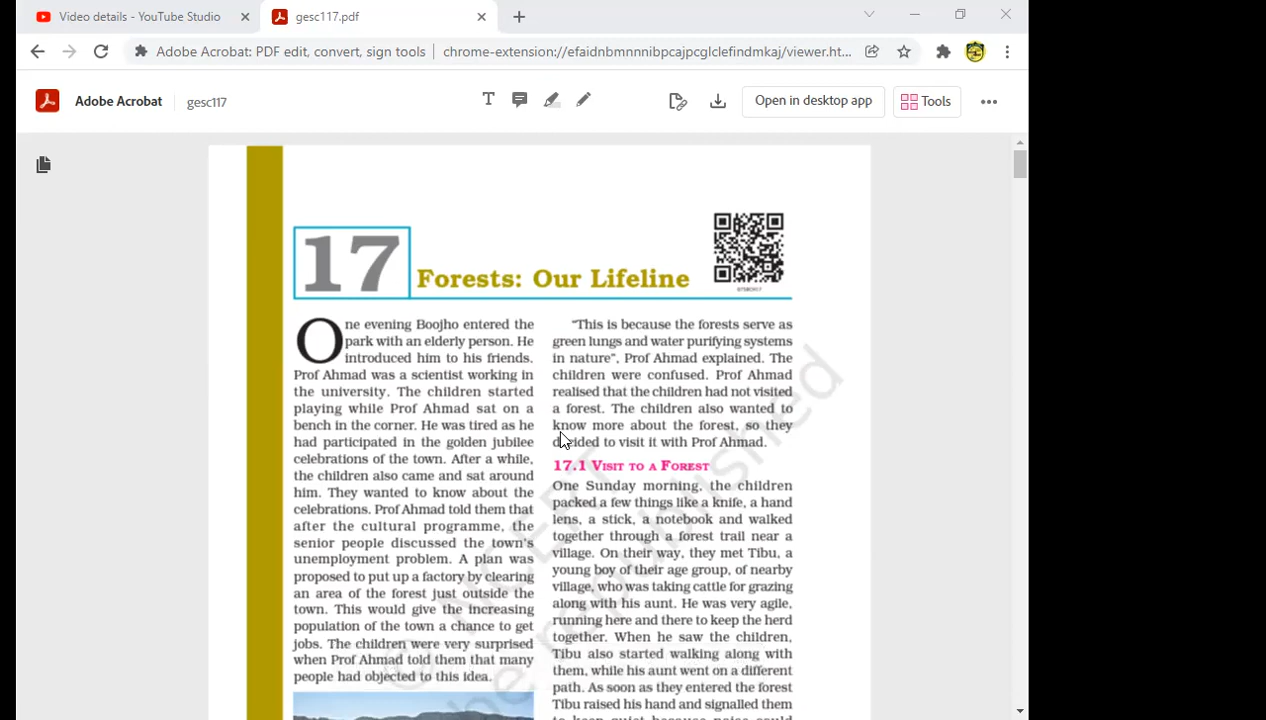 Video details - YouTube Studio
gesc117.pdf
Adobe Acrobat: PDF edit, convert, sign tools
chrome-extension://efaidnbmnnnibpcajpcglclefindmkaj/viewer.ht...
Adobe Acrobat
gesc117
Open in desktop app
Tools
17
Forests: Our Lifeline
One evening Boojho entered the
park with an elderly person. He
introduced him to his friends.
Prof Ahmad was a scientist working in
the university. The children started
playing while Prof Ahmad sat on a
bench in the corner. He was tired as he
had participated in the golden jubilee
celebrations of the town. After a while,
the children also came and sat around
him. They wanted to know about the
celebrations. Prof Ahmad told them that
after the cultural programme, the
senior people discussed the town's
unemployment problem. A plan was
proposed to put up a factory by clearing
an area of the forest just outside the
town. This would give the increasing
population of the town a chance to get
jobs. The children were very surprised
when Prof Ahmad told them that many
people had objected to this idea.
"This is because the forests serve as
green lungs and water purifying systems
in nature", Prof Ahmad explained. The
children were confused. Prof Ahmad
realised that the children had not visited
a forest. The children also wanted to
know more about the forest, so they
decided to visit it with Prof Ahmad.
17.1 Visit to a Forest
One Sunday morning, the children
packed a few things like a knife, a hand
lens, a stick, a notebook and walked
together through a forest trail near a
village. On their way, they met Tibu, a
young boy of their age group, of nearby
village, who was taking cattle for grazing
along with his aunt. He was very agile,
running here and there to keep the herd
together. When he saw the children,
Tibu also started walking along with
them, while his aunt went on a different
path. As soon as they entered the forest
Tibu raised his hand and signalled them
to keep quiet because noise could
© NCERT
be republished